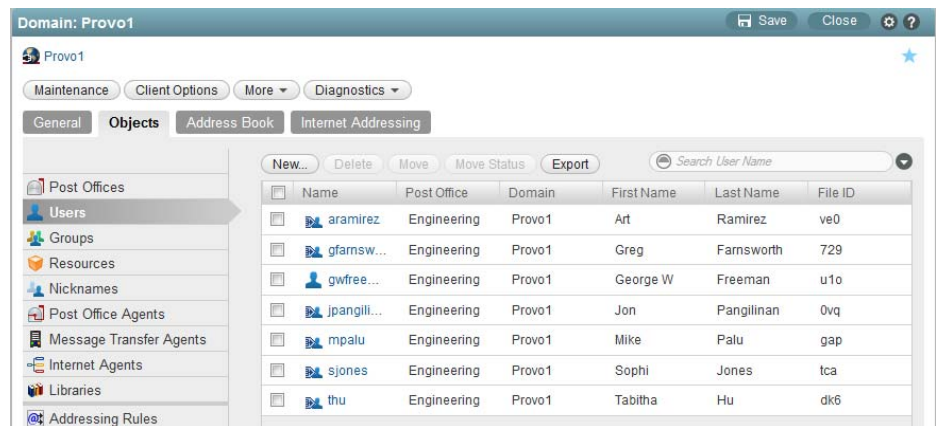 Domain: Provo1 Save Close
Provo1
Maintenance Client Options More Diagnostics
General Objects Address Book Internet Addressing
New... Delete Move Move Status Export Search User Name
Post Offices
Users
Groups
Resources
Nicknames
Post Office Agents
Message Transfer Agents
Internet Agents
Libraries
Addressing Rules
Name Post Office Domain First Name Last Name File ID
aramirez Engineering Provo1 Art Ramirez ve0
gfarnsw... Engineering Provo1 Greg Farnsworth 729
gwfree... Engineering Provo1 George W Freeman u1o
jpangili... Engineering Provo1 Jon Pangilinan 0vq
mpalu Engineering Provo1 Mike Palu gap
sjones Engineering Provo1 Sophi Jones tca
thu Engineering Provo1 Tabitha Hu dk6